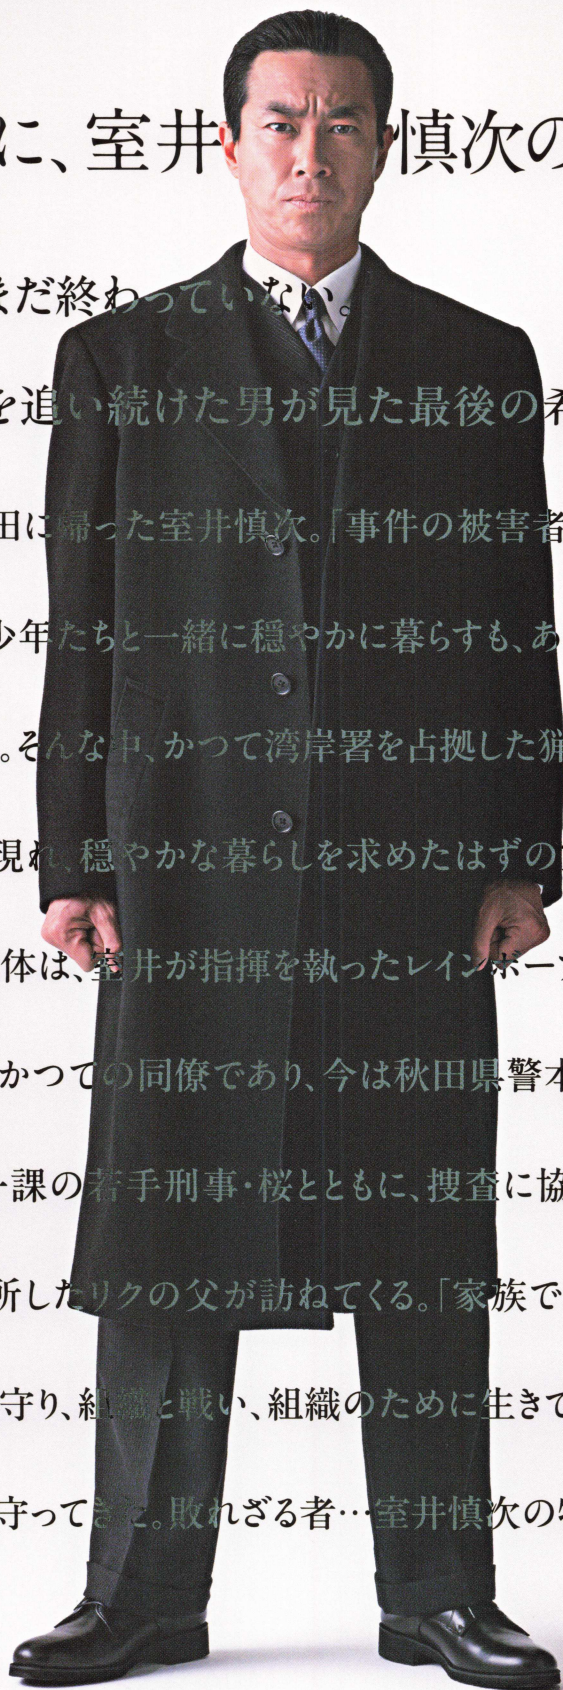 に、室井慎次の
まだ終わっていない。
を追い続けた男が見た最後の希
田に帰った室井慎次。「事件の被害者
少年たちと一緒に穏やかに暮らすも、あ
。そんな中、かつて湾岸署を占拠した猟
現れ、穏やかな暮らしを求めたはずの
体は、室井が指揮を執ったレインボーブ
かつての同僚であり、今は秋田県警本
一課の若手刑事・桜とともに、捜査に協
所したリクの父が訪ねてくる。「家族で
守り、組織と戦い、組織のために生きて
守ってきた。敗れざる者…室井慎次の物